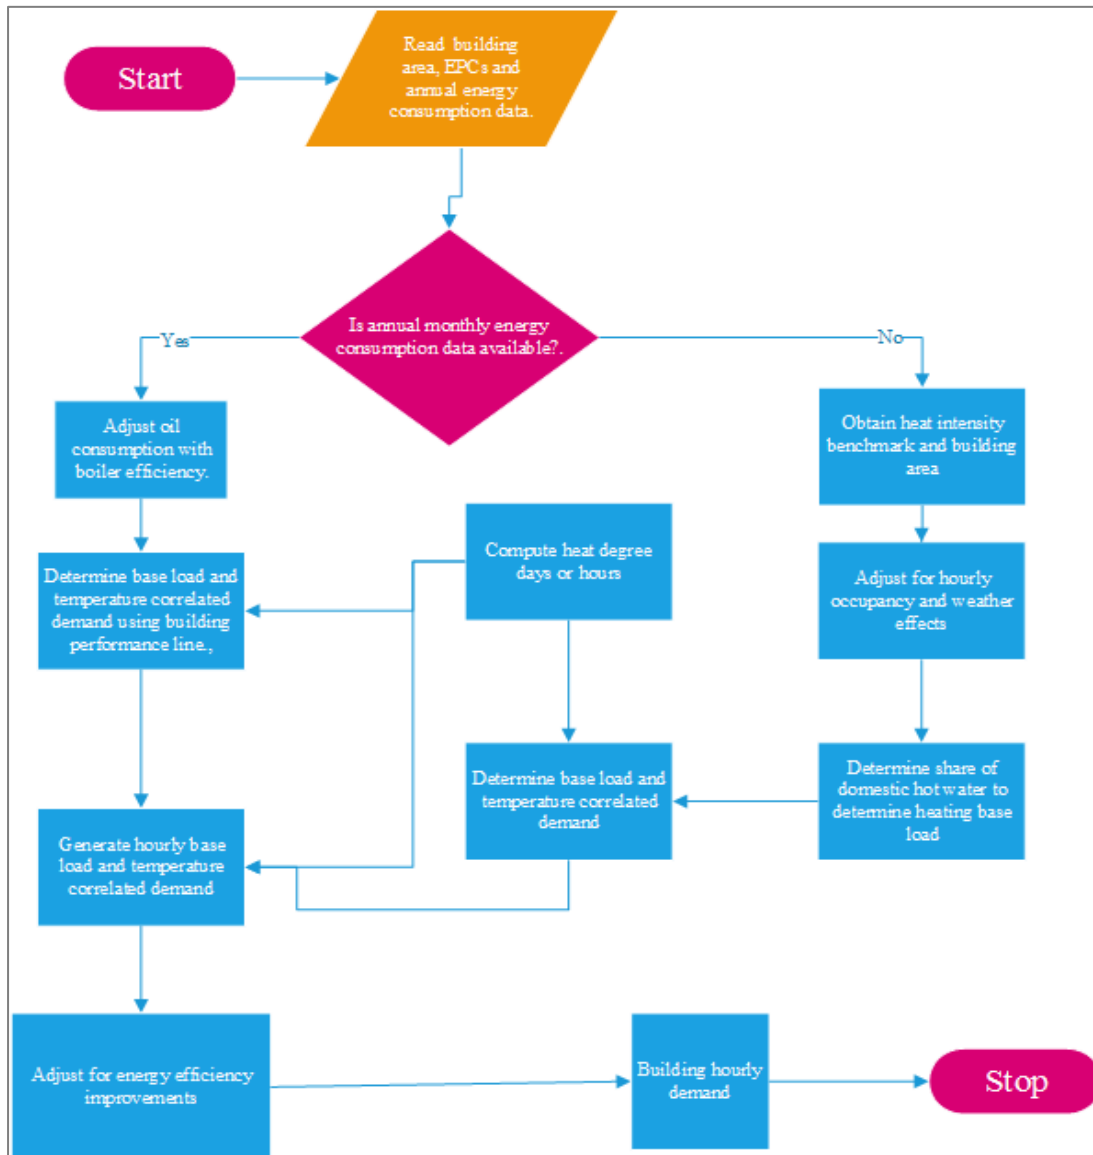 Start
Read building
area, EPCs and
annual energy
consumption data.
Is annual monthly energy
consumption data available?.
Yes
No
Adjust oil
consumption with
boiler efficiency.
Obtain heat intensity
benchmark and building
area
Compute heat degree
days or hours
Determine base load and
temperature correlated
demand using building
performance line.,
Adjust for hourly
occupancy and weather
effects
Determine base load and
temperature correlated
demand
Determine share of
domestic hot water to
determine heating base
load
Generate hourly base
load and temperature
correlated demand
Adjust for energy efficiency
improvements
Building hourly
demand
Stop